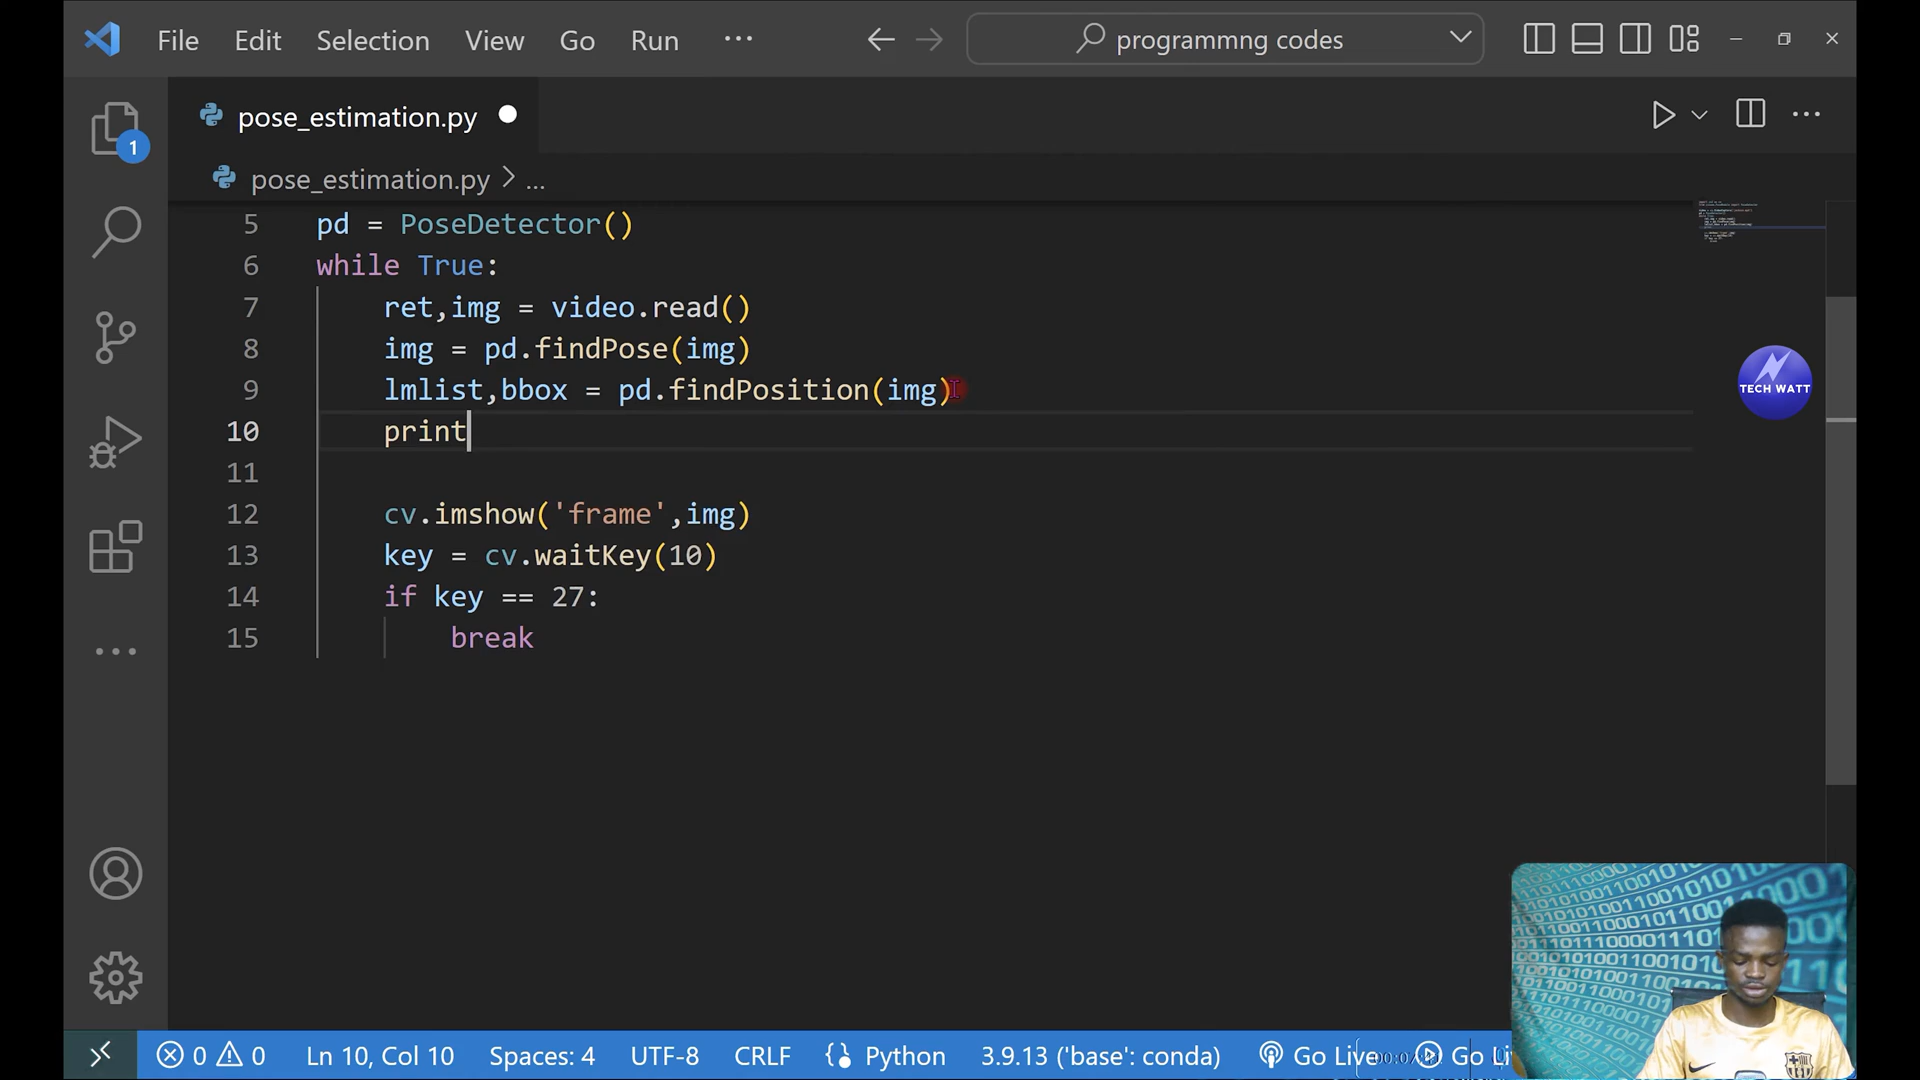 File Edit Selection View Go Run ... programmng codes
pose_estimation.py
1
pose_estimation.py > ...
5 pd = PoseDetector()
6 while True:
7 ret,img = video.read()
8 img = pd.findPose(img)
9 lmlist,bbox = pd.findPosition(img)
10 print
11
12 cv.imshow('frame',img)
13 key = cv.waitKey(10)
14 if key == 27:
15 break
TECH WATT
0 0 Ln 10, Col 10 Spaces: 4 UTF-8 CRLF Python 3.9.13 ('base': conda) Go Live Go Li